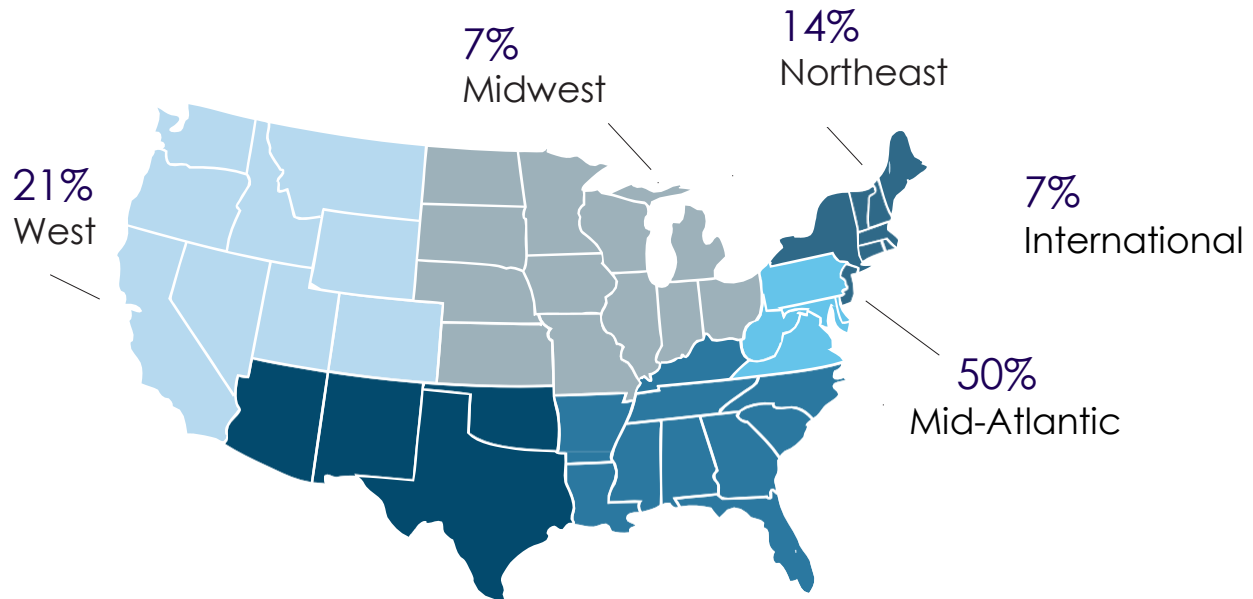 7%
Midwest
14%
Northeast
21%
West
7%
International
50%
Mid-Atlantic